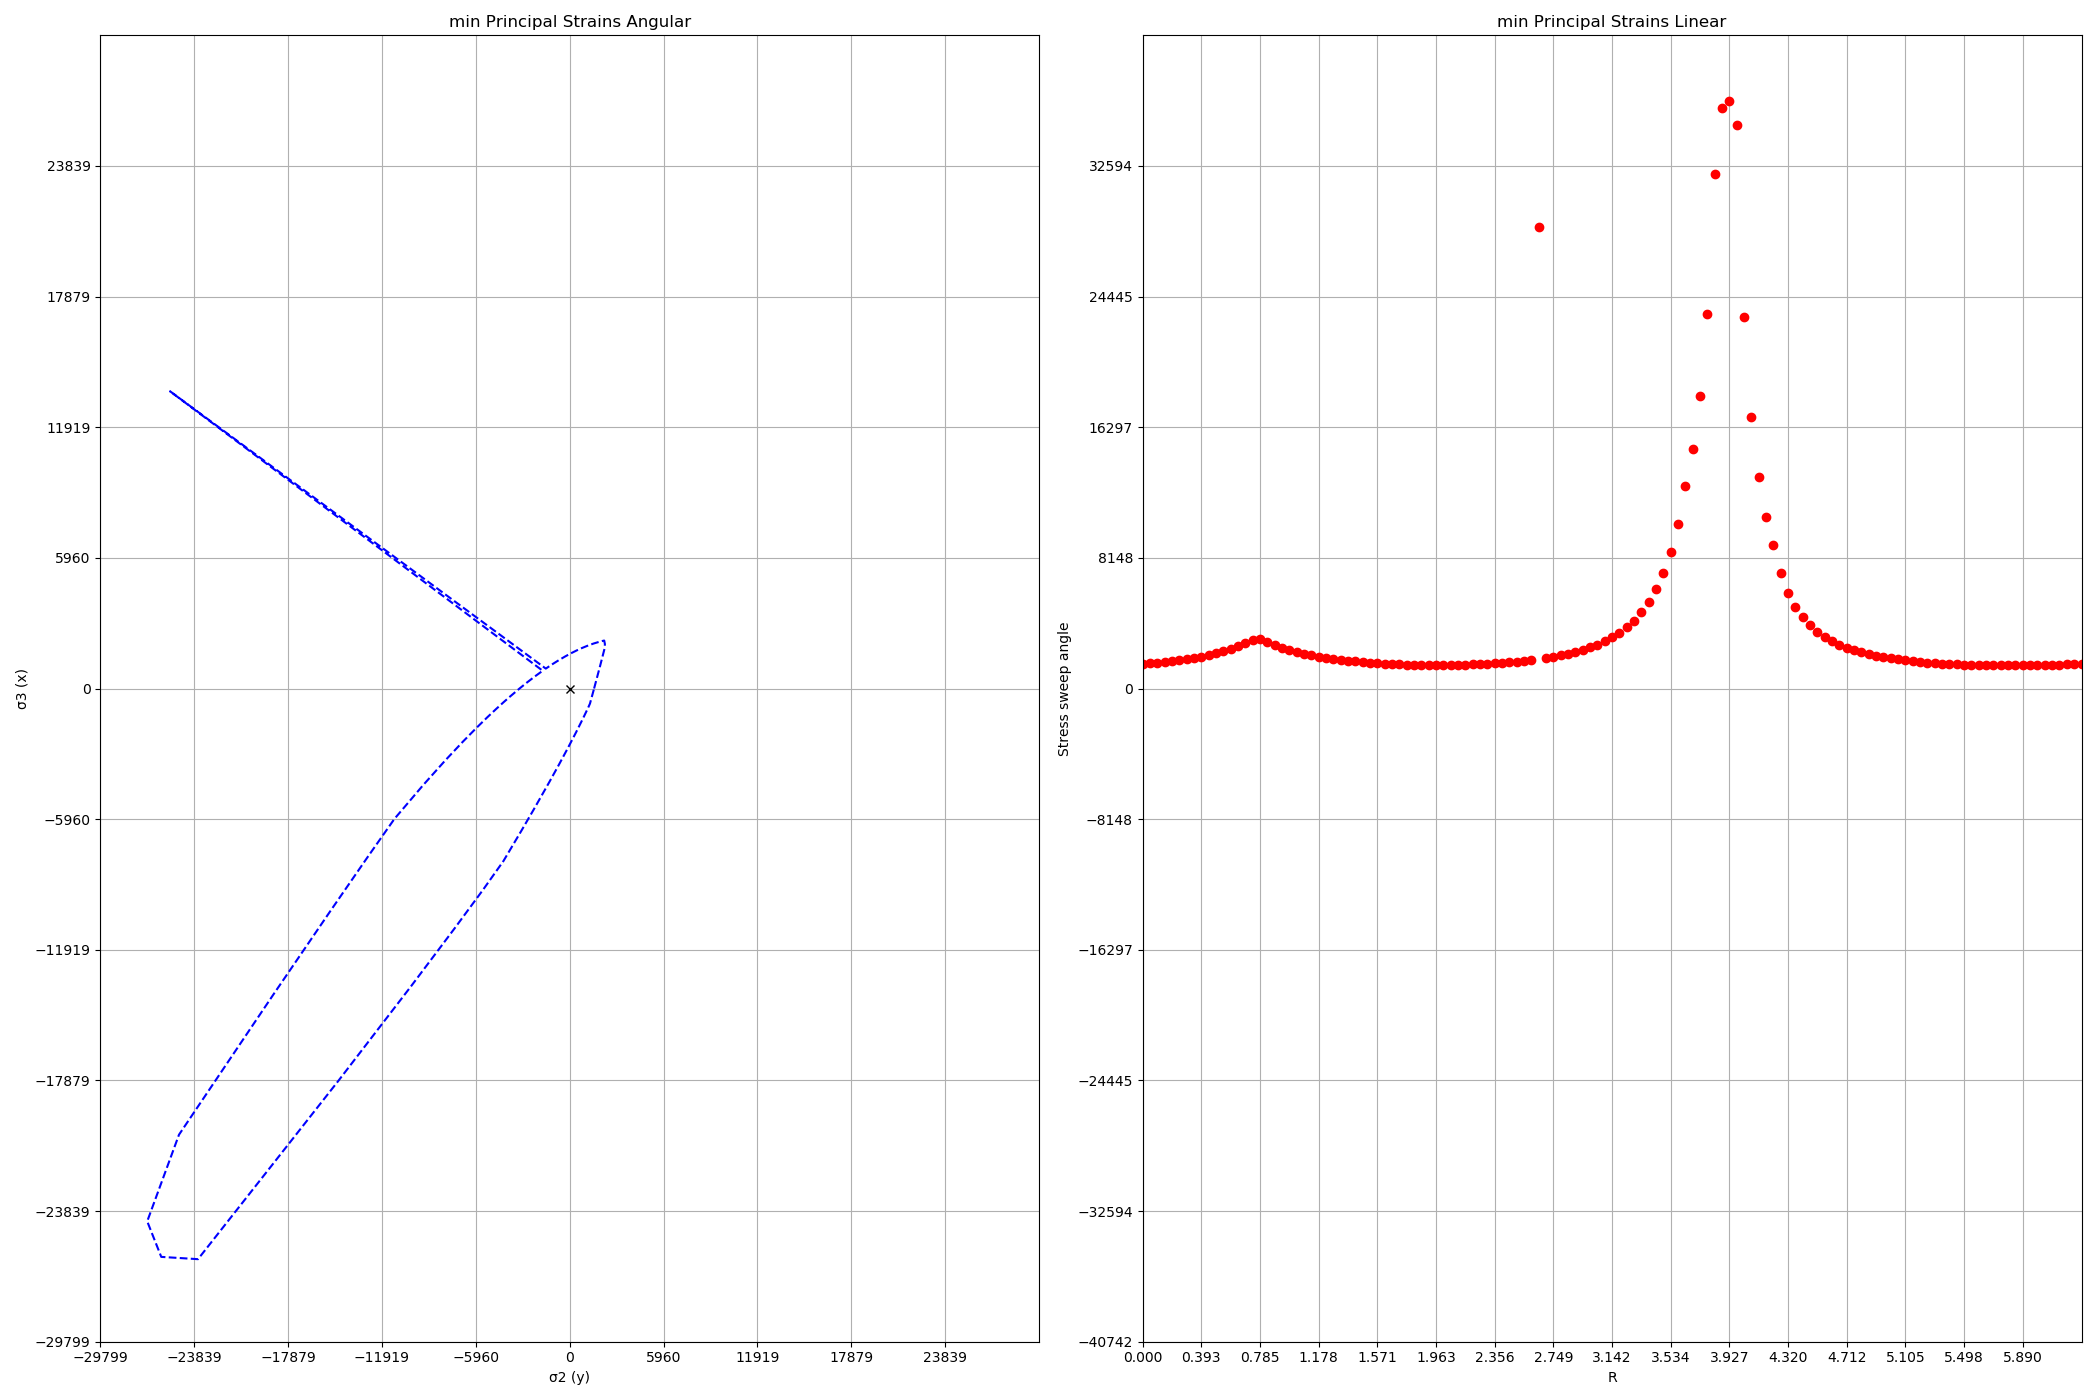 min Principal Strains Angular
23839
17879
11919
5960
0
−5960
−11919
−17879
−23839
−29799
σ3 (x)
−29799 −23839 −17879 −11919 −5960 0 5960 11919 17879 23839
σ2 (y)
min Principal Strains Linear
32594
24445
16297
8148
0
−8148
−16297
−24445
−32594
−40742
Stress sweep angle
0.000 0.393 0.785 1.178 1.571 1.963 2.356 2.749 3.142 3.534 3.927 4.320 4.712 5.105 5.498 5.890
R